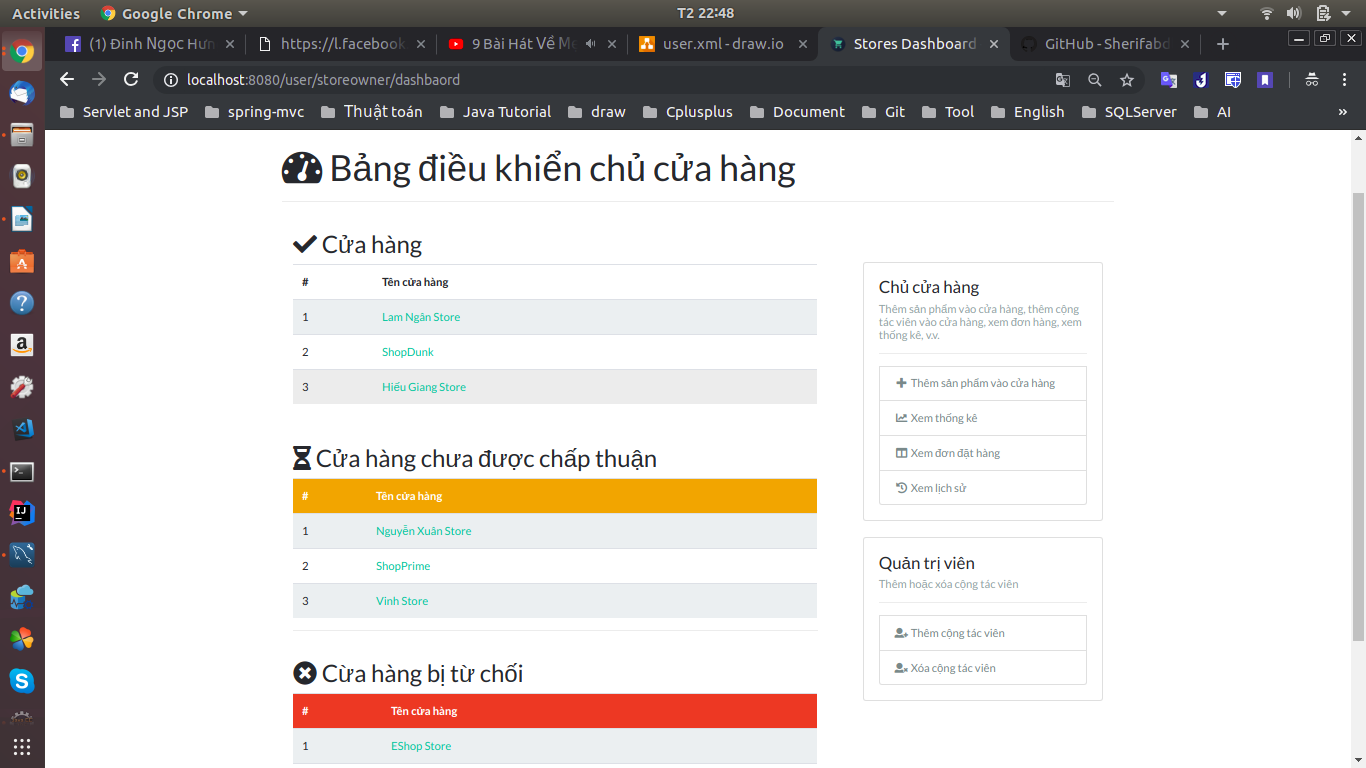 Activities
Google Chrome
T2 22:48
(1) Đinh Ngọc Hưn
https://l.facebook
9 Bài Hát Về Mẹ
user.xml - draw.io
Stores Dashboard
GitHub - Sherifabd
localhost:8080/user/storeowner/dashbaord
Servlet and JSP
spring-mvc
Thuật toán
Java Tutorial
draw
Cplusplus
Document
Git
Tool
English
SQLServer
AI
»
Bảng điều khiển chủ cửa hàng
Cửa hàng
# Tên cửa hàng
1 Lam Ngân Store
2 ShopDunk
3 Hiếu Giang Store
Cửa hàng chưa được chấp thuận
# Tên cửa hàng
1 Nguyễn Xuân Store
2 ShopPrime
3 Vinh Store
Cừa hàng bị từ chối
# Tên cửa hàng
1 EShop Store
Chủ cửa hàng
Thêm sản phẩm vào cửa hàng, thêm cộng
tác viên vào cửa hàng, xem đơn hàng, xem
thống kê, v.v.
Thêm sản phẩm vào cửa hàng
Xem thống kê
Xem đơn đặt hàng
Xem lịch sử
Quản trị viên
Thêm hoặc xóa cộng tác viên
Thêm cộng tác viên
Xóa cộng tác viên